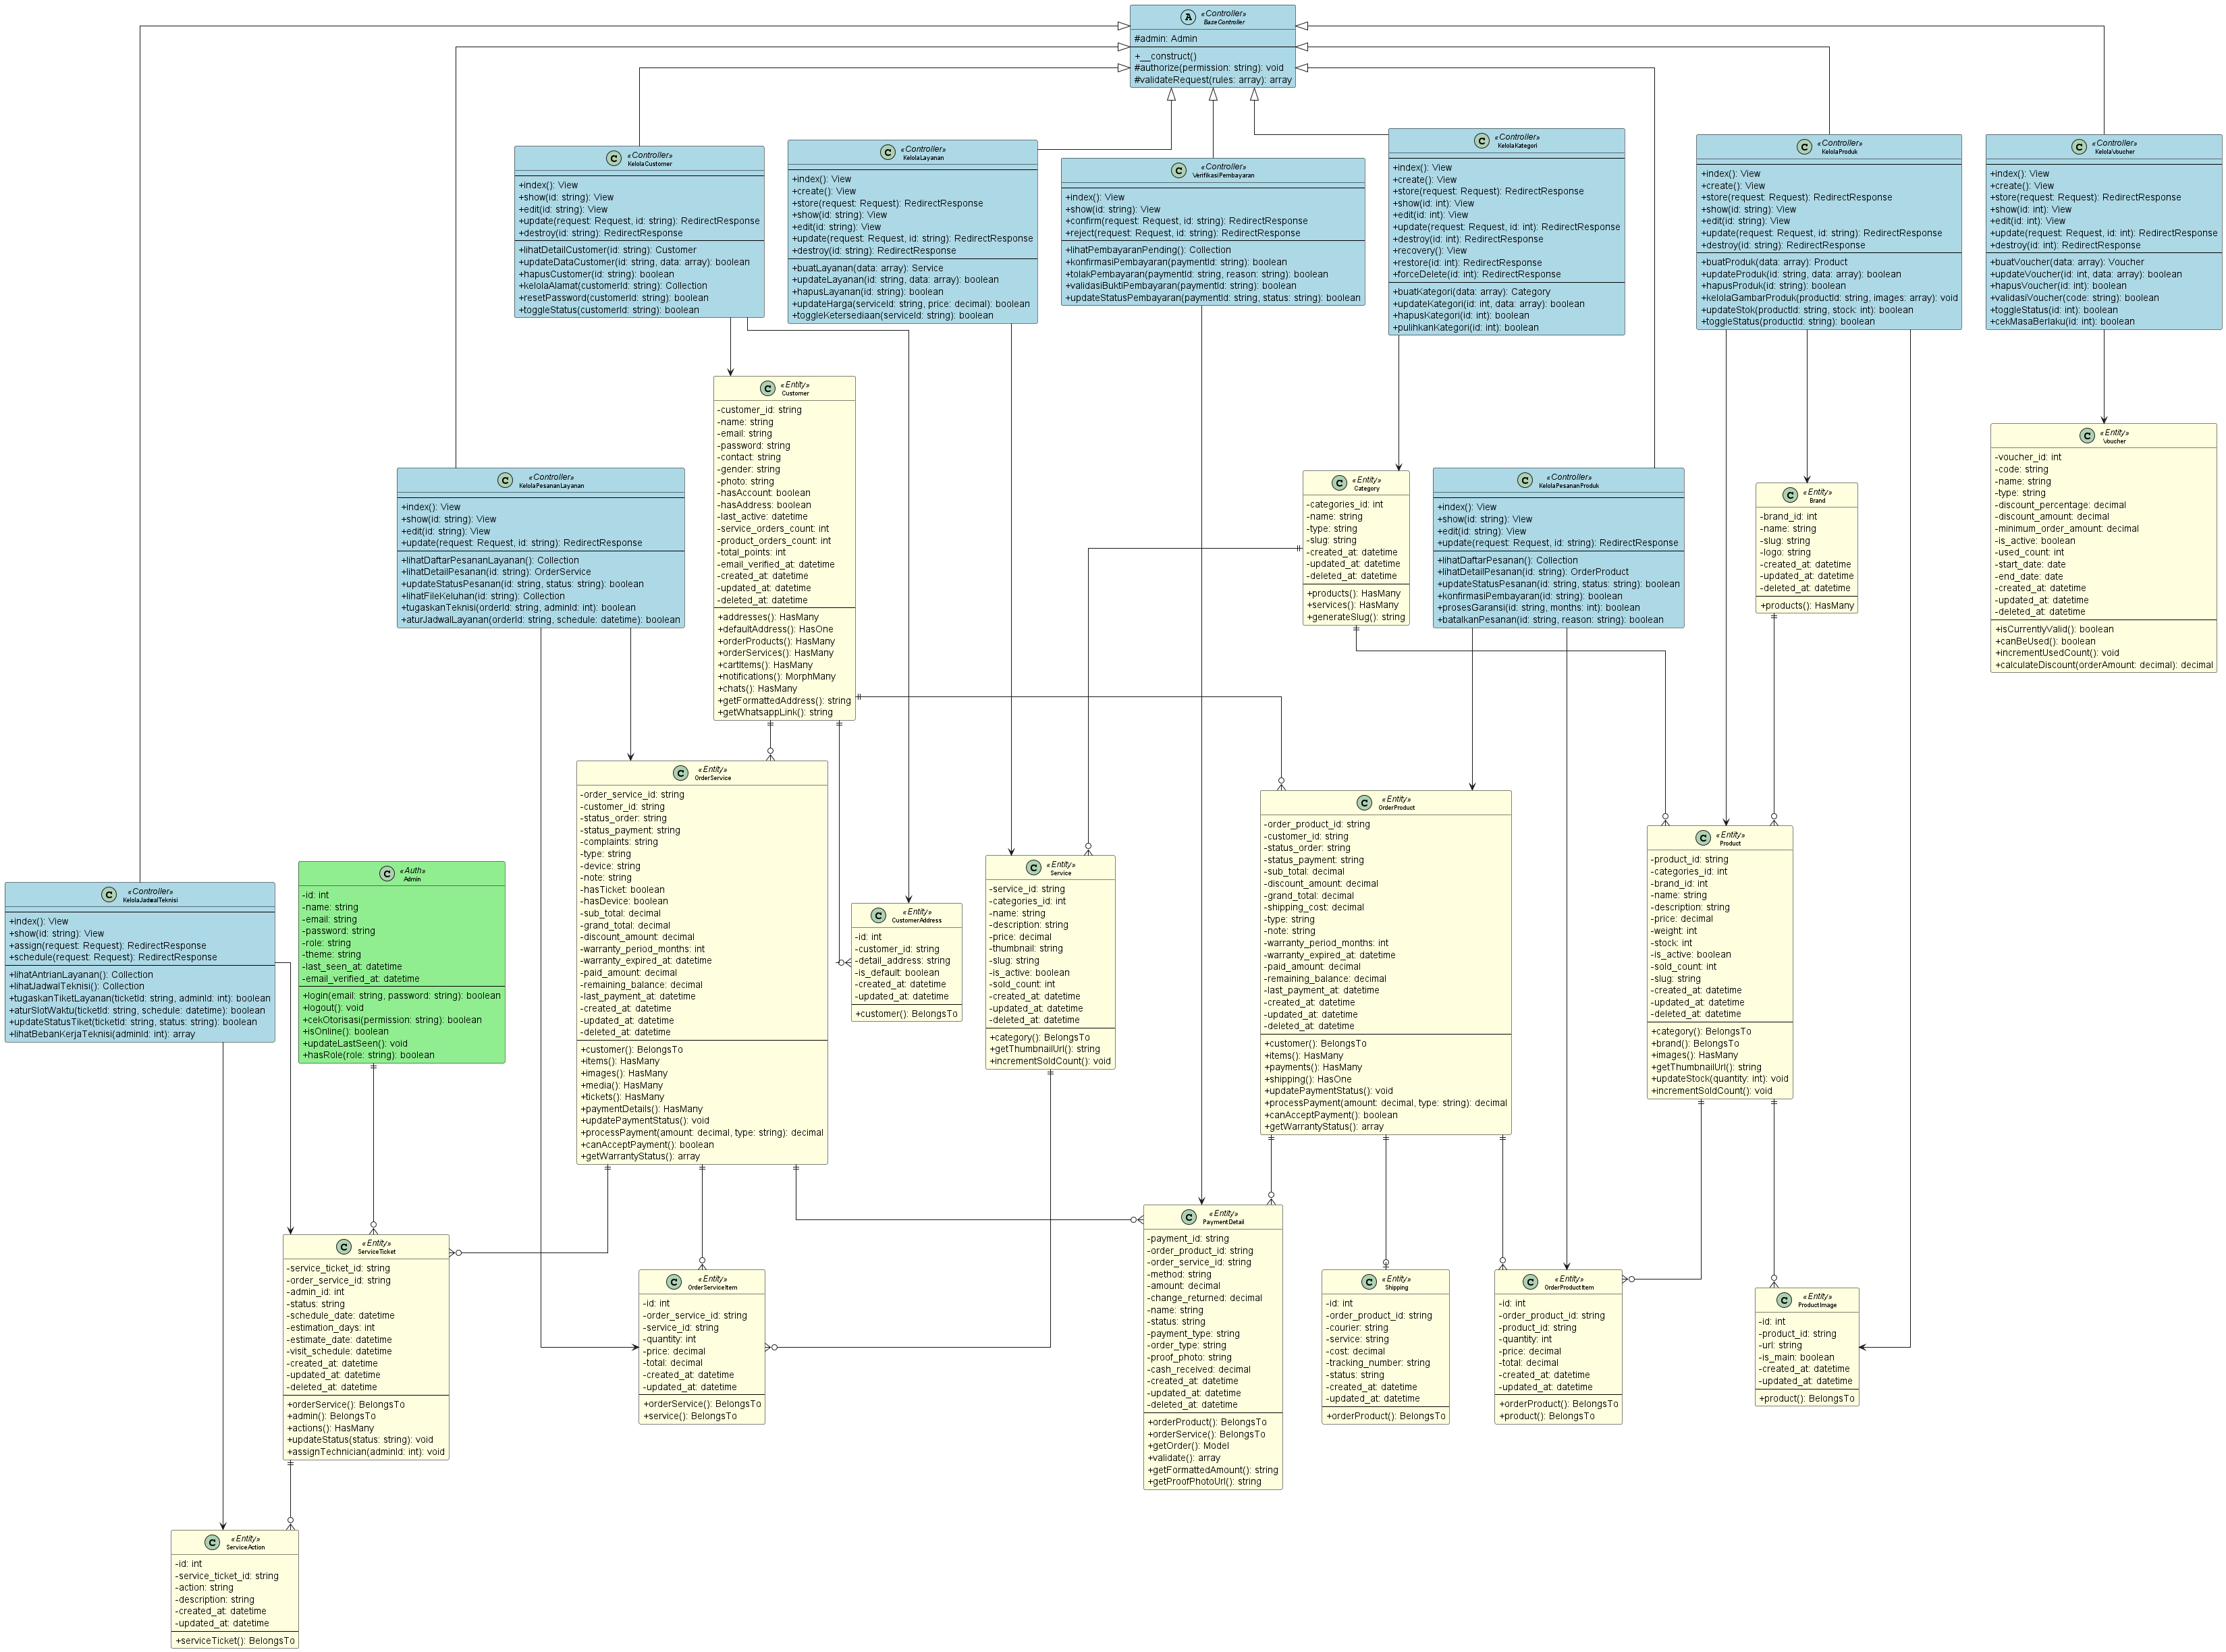 «Controller»
BaseController
#admin: Admin
+__construct()
#authorize(permission: string): void
#validateRequest(rules: array): array
«Controller»
KelolaCustomer
+index(): View
+show(id: string): View
+edit(id: string): View
+update(request: Request, id: string): RedirectResponse
+destroy(id: string): RedirectResponse
+lihatDetailCustomer(id: string): Customer
+updateDataCustomer(id: string, data: array): boolean
+hapusCustomer(id: string): boolean
+kelolaAlamat(customerId: string): Collection
+resetPassword(customerId: string): boolean
+toggleStatus(customerId: string): boolean
«Controller»
KelolaLayanan
+index(): View
+create(): View
+store(request: Request): RedirectResponse
+show(id: string): View
+edit(id: string): View
+update(request: Request, id: string): RedirectResponse
+destroy(id: string): RedirectResponse
+buatLayanan(data: array): Service
+updateLayanan(id: string, data: array): boolean
+hapusLayanan(id: string): boolean
+updateHarga(serviceId: string, price: decimal): boolean
+toggleKetersediaan(serviceId: string): boolean
«Controller»
VerifikasiPembayaran
+index(): View
+show(id: string): View
+confirm(request: Request, id: string): RedirectResponse
+reject(request: Request, id: string): RedirectResponse
+lihatPembayaranPending(): Collection
+konfirmasiPembayaran(paymentId: string): boolean
+tolakPembayaran(paymentId: string, reason: string): boolean
+validasiBuktiPembayaran(paymentId: string): boolean
+updateStatusPembayaran(paymentId: string, status: string): boolean
«Controller»
KelolaKategori
+index(): View
+create(): View
+store(request: Request): RedirectResponse
+show(id: int): View
+edit(id: int): View
+update(request: Request, id: int): RedirectResponse
+destroy(id: int): RedirectResponse
+recovery(): View
+restore(id: int): RedirectResponse
+forceDelete(id: int): RedirectResponse
+buatKategori(data: array): Category
+updateKategori(id: int, data: array): boolean
+hapusKategori(id: int): boolean
+pulihkanKategori(id: int): boolean
«Controller»
KelolaProduk
+index(): View
+create(): View
+store(request: Request): RedirectResponse
+show(id: string): View
+edit(id: string): View
+update(request: Request, id: string): RedirectResponse
+destroy(id: string): RedirectResponse
+buatProduk(data: array): Product
+updateProduk(id: string, data: array): boolean
+hapusProduk(id: string): boolean
+kelolaGambarProduk(productId: string, images: array): void
+updateStok(productId: string, stock: int): boolean
+toggleStatus(productId: string): boolean
«Controller»
KelolaVoucher
+index(): View
+create(): View
+store(request: Request): RedirectResponse
+show(id: int): View
+edit(id: int): View
+update(request: Request, id: int): RedirectResponse
+destroy(id: int): RedirectResponse
+buatVoucher(data: array): Voucher
+updateVoucher(id: int, data: array): boolean
+hapusVoucher(id: int): boolean
+validasiVoucher(code: string): boolean
+toggleStatus(id: int): boolean
+cekMasaBerlaku(id: int): boolean
«Entity»
Customer
-customer_id: string
-name: string
-email: string
-password: string
-contact: string
-gender: string
-photo: string
-hasAccount: boolean
-hasAddress: boolean
-last_active: datetime
-service_orders_count: int
-product_orders_count: int
-total_points: int
-email_verified_at: datetime
-created_at: datetime
-updated_at: datetime
-deleted_at: datetime
+addresses(): HasMany
+defaultAddress(): HasOne
+orderProducts(): HasMany
+orderServices(): HasMany
+cartItems(): HasMany
+notifications(): MorphMany
+chats(): HasMany
+getFormattedAddress(): string
+getWhatsappLink(): string
«Controller»
KelolaPesananLayanan
+index(): View
+show(id: string): View
+edit(id: string): View
+update(request: Request, id: string): RedirectResponse
+lihatDaftarPesananLayanan(): Collection
+lihatDetailPesanan(id: string): OrderService
+updateStatusPesanan(id: string, status: string): boolean
+lihatFileKeluhan(id: string): Collection
+tugaskanTeknisi(orderId: string, adminId: int): boolean
+aturJadwalLayanan(orderId: string, schedule: datetime): boolean
«Entity»
Category
-categories_id: int
-name: string
-type: string
-slug: string
-created_at: datetime
-updated_at: datetime
-deleted_at: datetime
+products(): HasMany
+services(): HasMany
+generateSlug(): string
«Controller»
KelolaPesananProduk
+index(): View
+show(id: string): View
+edit(id: string): View
+update(request: Request, id: string): RedirectResponse
+lihatDaftarPesanan(): Collection
+lihatDetailPesanan(id: string): OrderProduct
+updateStatusPesanan(id: string, status: string): boolean
+konfirmasiPembayaran(id: string): boolean
+prosesGaransi(id: string, months: int): boolean
+batalkanPesanan(id: string, reason: string): boolean
«Entity»
Brand
-brand_id: int
-name: string
-slug: string
-logo: string
-created_at: datetime
-updated_at: datetime
-deleted_at: datetime
+products(): HasMany
«Entity»
Voucher
-voucher_id: int
-code: string
-name: string
-type: string
-discount_percentage: decimal
-discount_amount: decimal
-minimum_order_amount: decimal
-is_active: boolean
-used_count: int
-start_date: date
-end_date: date
-created_at: datetime
-updated_at: datetime
-deleted_at: datetime
+isCurrentlyValid(): boolean
+canBeUsed(): boolean
+incrementUsedCount(): void
+calculateDiscount(orderAmount: decimal): decimal
«Controller»
KelolaJadwalTeknisi
+index(): View
+show(id: string): View
+assign(request: Request): RedirectResponse
+schedule(request: Request): RedirectResponse
+lihatAntrianLayanan(): Collection
+lihatJadwalTeknisi(): Collection
+tugaskanTiketLayanan(ticketId: string, adminId: int): boolean
+aturSlotWaktu(ticketId: string, schedule: datetime): boolean
+updateStatusTiket(ticketId: string, status: string): boolean
+lihatBebanKerjaTeknisi(adminId: int): array
«Auth»
Admin
-id: int
-name: string
-email: string
-password: string
-role: string
-theme: string
-last_seen_at: datetime
-email_verified_at: datetime
+login(email: string, password: string): boolean
+logout(): void
+cekOtorisasi(permission: string): boolean
+isOnline(): boolean
+updateLastSeen(): void
+hasRole(role: string): boolean
«Entity»
OrderService
-order_service_id: string
-customer_id: string
-status_order: string
-status_payment: string
-complaints: string
-type: string
-device: string
-note: string
-hasTicket: boolean
-hasDevice: boolean
-sub_total: decimal
-grand_total: decimal
-discount_amount: decimal
-warranty_period_months: int
-warranty_expired_at: datetime
-paid_amount: decimal
-remaining_balance: decimal
-last_payment_at: datetime
-created_at: datetime
-updated_at: datetime
-deleted_at: datetime
+customer(): BelongsTo
+items(): HasMany
+images(): HasMany
+media(): HasMany
+tickets(): HasMany
+paymentDetails(): HasMany
+updatePaymentStatus(): void
+processPayment(amount: decimal, type: string): decimal
+canAcceptPayment(): boolean
+getWarrantyStatus(): array
«Entity»
CustomerAddress
-id: int
-customer_id: string
-detail_address: string
-is_default: boolean
-created_at: datetime
-updated_at: datetime
+customer(): BelongsTo
«Entity»
Service
-service_id: string
-categories_id: int
-name: string
-description: string
-price: decimal
-thumbnail: string
-slug: string
-is_active: boolean
-sold_count: int
-created_at: datetime
-updated_at: datetime
-deleted_at: datetime
+category(): BelongsTo
+getThumbnailUrl(): string
+incrementSoldCount(): void
«Entity»
OrderProduct
-order_product_id: string
-customer_id: string
-status_order: string
-status_payment: string
-sub_total: decimal
-discount_amount: decimal
-grand_total: decimal
-shipping_cost: decimal
-type: string
-note: string
-warranty_period_months: int
-warranty_expired_at: datetime
-paid_amount: decimal
-remaining_balance: decimal
-last_payment_at: datetime
-created_at: datetime
-updated_at: datetime
-deleted_at: datetime
+customer(): BelongsTo
+items(): HasMany
+payments(): HasMany
+shipping(): HasOne
+updatePaymentStatus(): void
+processPayment(amount: decimal, type: string): decimal
+canAcceptPayment(): boolean
+getWarrantyStatus(): array
«Entity»
Product
-product_id: string
-categories_id: int
-brand_id: int
-name: string
-description: string
-price: decimal
-weight: int
-stock: int
-is_active: boolean
-sold_count: int
-slug: string
-created_at: datetime
-updated_at: datetime
-deleted_at: datetime
+category(): BelongsTo
+brand(): BelongsTo
+images(): HasMany
+getThumbnailUrl(): string
+updateStock(quantity: int): void
+incrementSoldCount(): void
«Entity»
ServiceTicket
-service_ticket_id: string
-order_service_id: string
-admin_id: int
-status: string
-schedule_date: datetime
-estimation_days: int
-estimate_date: datetime
-visit_schedule: datetime
-created_at: datetime
-updated_at: datetime
-deleted_at: datetime
+orderService(): BelongsTo
+admin(): BelongsTo
+actions(): HasMany
+updateStatus(status: string): void
+assignTechnician(adminId: int): void
«Entity»
OrderServiceItem
-id: int
-order_service_id: string
-service_id: string
-quantity: int
-price: decimal
-total: decimal
-created_at: datetime
-updated_at: datetime
+orderService(): BelongsTo
+service(): BelongsTo
«Entity»
PaymentDetail
-payment_id: string
-order_product_id: string
-order_service_id: string
-method: string
-amount: decimal
-change_returned: decimal
-name: string
-status: string
-payment_type: string
-order_type: string
-proof_photo: string
-cash_received: decimal
-created_at: datetime
-updated_at: datetime
-deleted_at: datetime
+orderProduct(): BelongsTo
+orderService(): BelongsTo
+getOrder(): Model
+validate(): array
+getFormattedAmount(): string
+getProofPhotoUrl(): string
«Entity»
Shipping
-id: int
-order_product_id: string
-courier: string
-service: string
-cost: decimal
-tracking_number: string
-status: string
-created_at: datetime
-updated_at: datetime
+orderProduct(): BelongsTo
«Entity»
OrderProductItem
-id: int
-order_product_id: string
-product_id: string
-quantity: int
-price: decimal
-total: decimal
-created_at: datetime
-updated_at: datetime
+orderProduct(): BelongsTo
+product(): BelongsTo
«Entity»
ProductImage
-id: int
-product_id: string
-url: string
-is_main: boolean
-created_at: datetime
-updated_at: datetime
+product(): BelongsTo
«Entity»
ServiceAction
-id: int
-service_ticket_id: string
-action: string
-description: string
-created_at: datetime
-updated_at: datetime
+serviceTicket(): BelongsTo